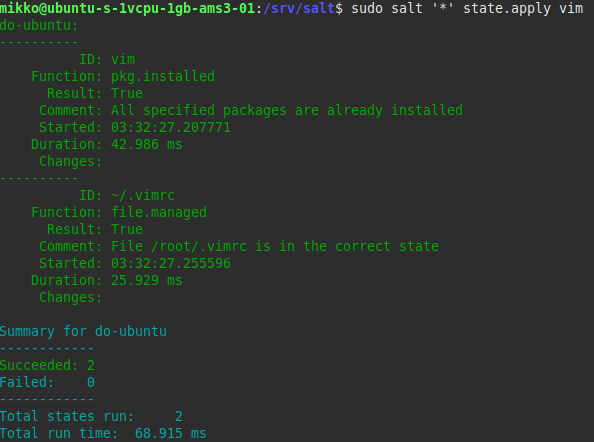 mikko@ubuntu-s-1vcpu-1gb-ams3-01:/srv/salt$ sudo salt '*' state.apply vim
do-ubuntu:
----------
          ID: vim
    Function: pkg.installed
      Result: True
     Comment: All specified packages are already installed
     Started: 03:32:27.207771
    Duration: 42.986 ms
     Changes:
----------
          ID: ~/.vimrc
    Function: file.managed
      Result: True
     Comment: File /root/.vimrc is in the correct state
     Started: 03:32:27.255596
    Duration: 25.929 ms
     Changes:

Summary for do-ubuntu
------------
Succeeded: 2
Failed:    0
------------
Total states run:     2
Total run time:  68.915 ms